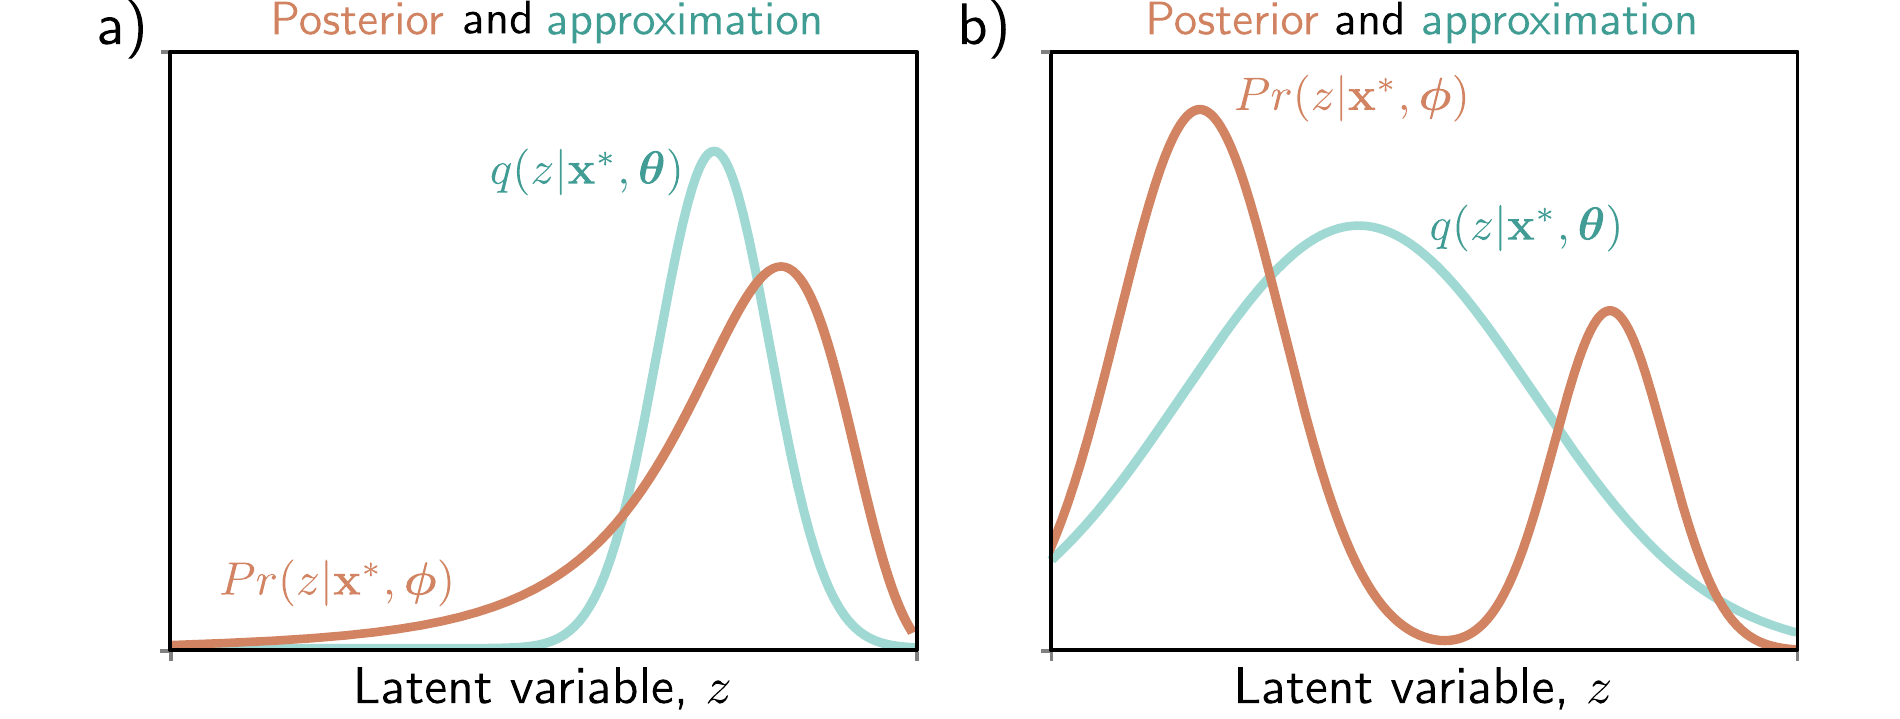 a) Posterior and approximation
q(z|x*, θ)
Pr(z|x*, ϕ)
Latent variable, z
b) Posterior and approximation
Pr(z|x*, ϕ)
q(z|x*, θ)
Latent variable, z